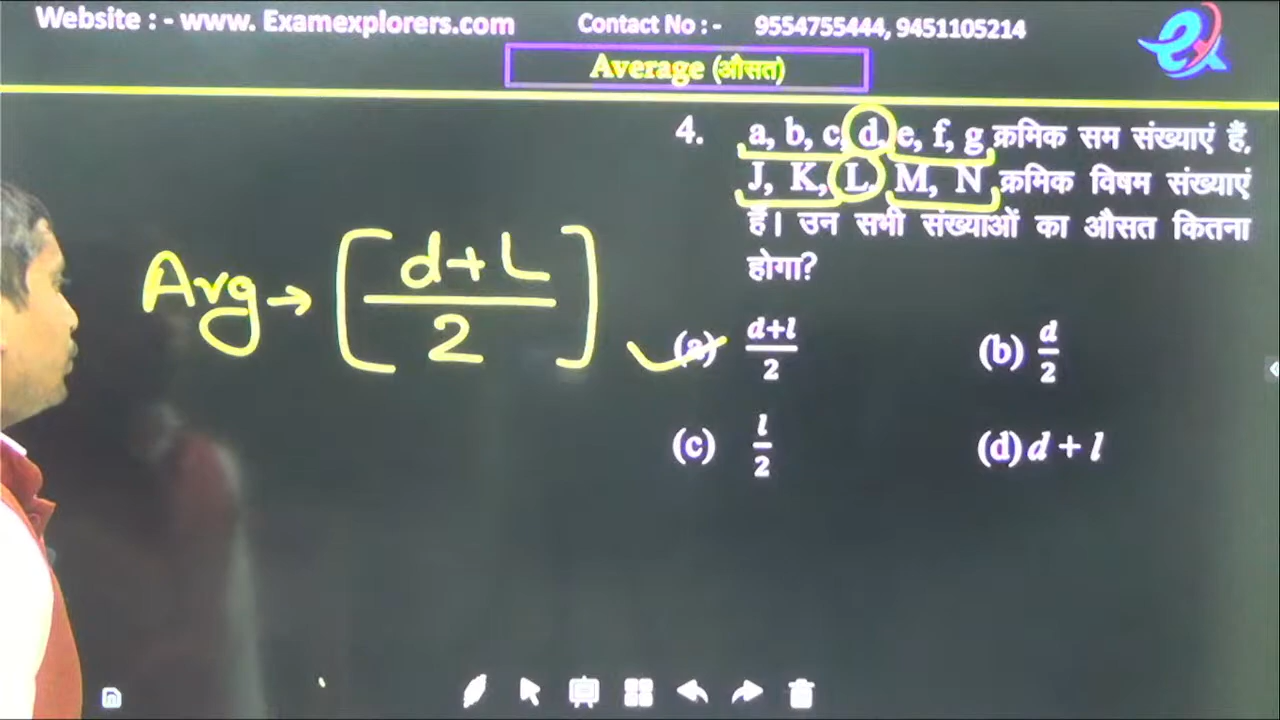 Website : - www. Examexplorers.com Contact No : - 9554755444, 9451105214
ex
Average (औसत)
4. a, b, c, d, e, f, g क्रमिक सम संख्याएं हैं,
J, K, L, M, N क्रमिक विषम संख्याएं
हैं। उन सभी संख्याओं का औसत कितना
होगा?
Avg → [d+L/2]
(a) d+l/2 (b) d/2
(c) l/2 (d) d + l